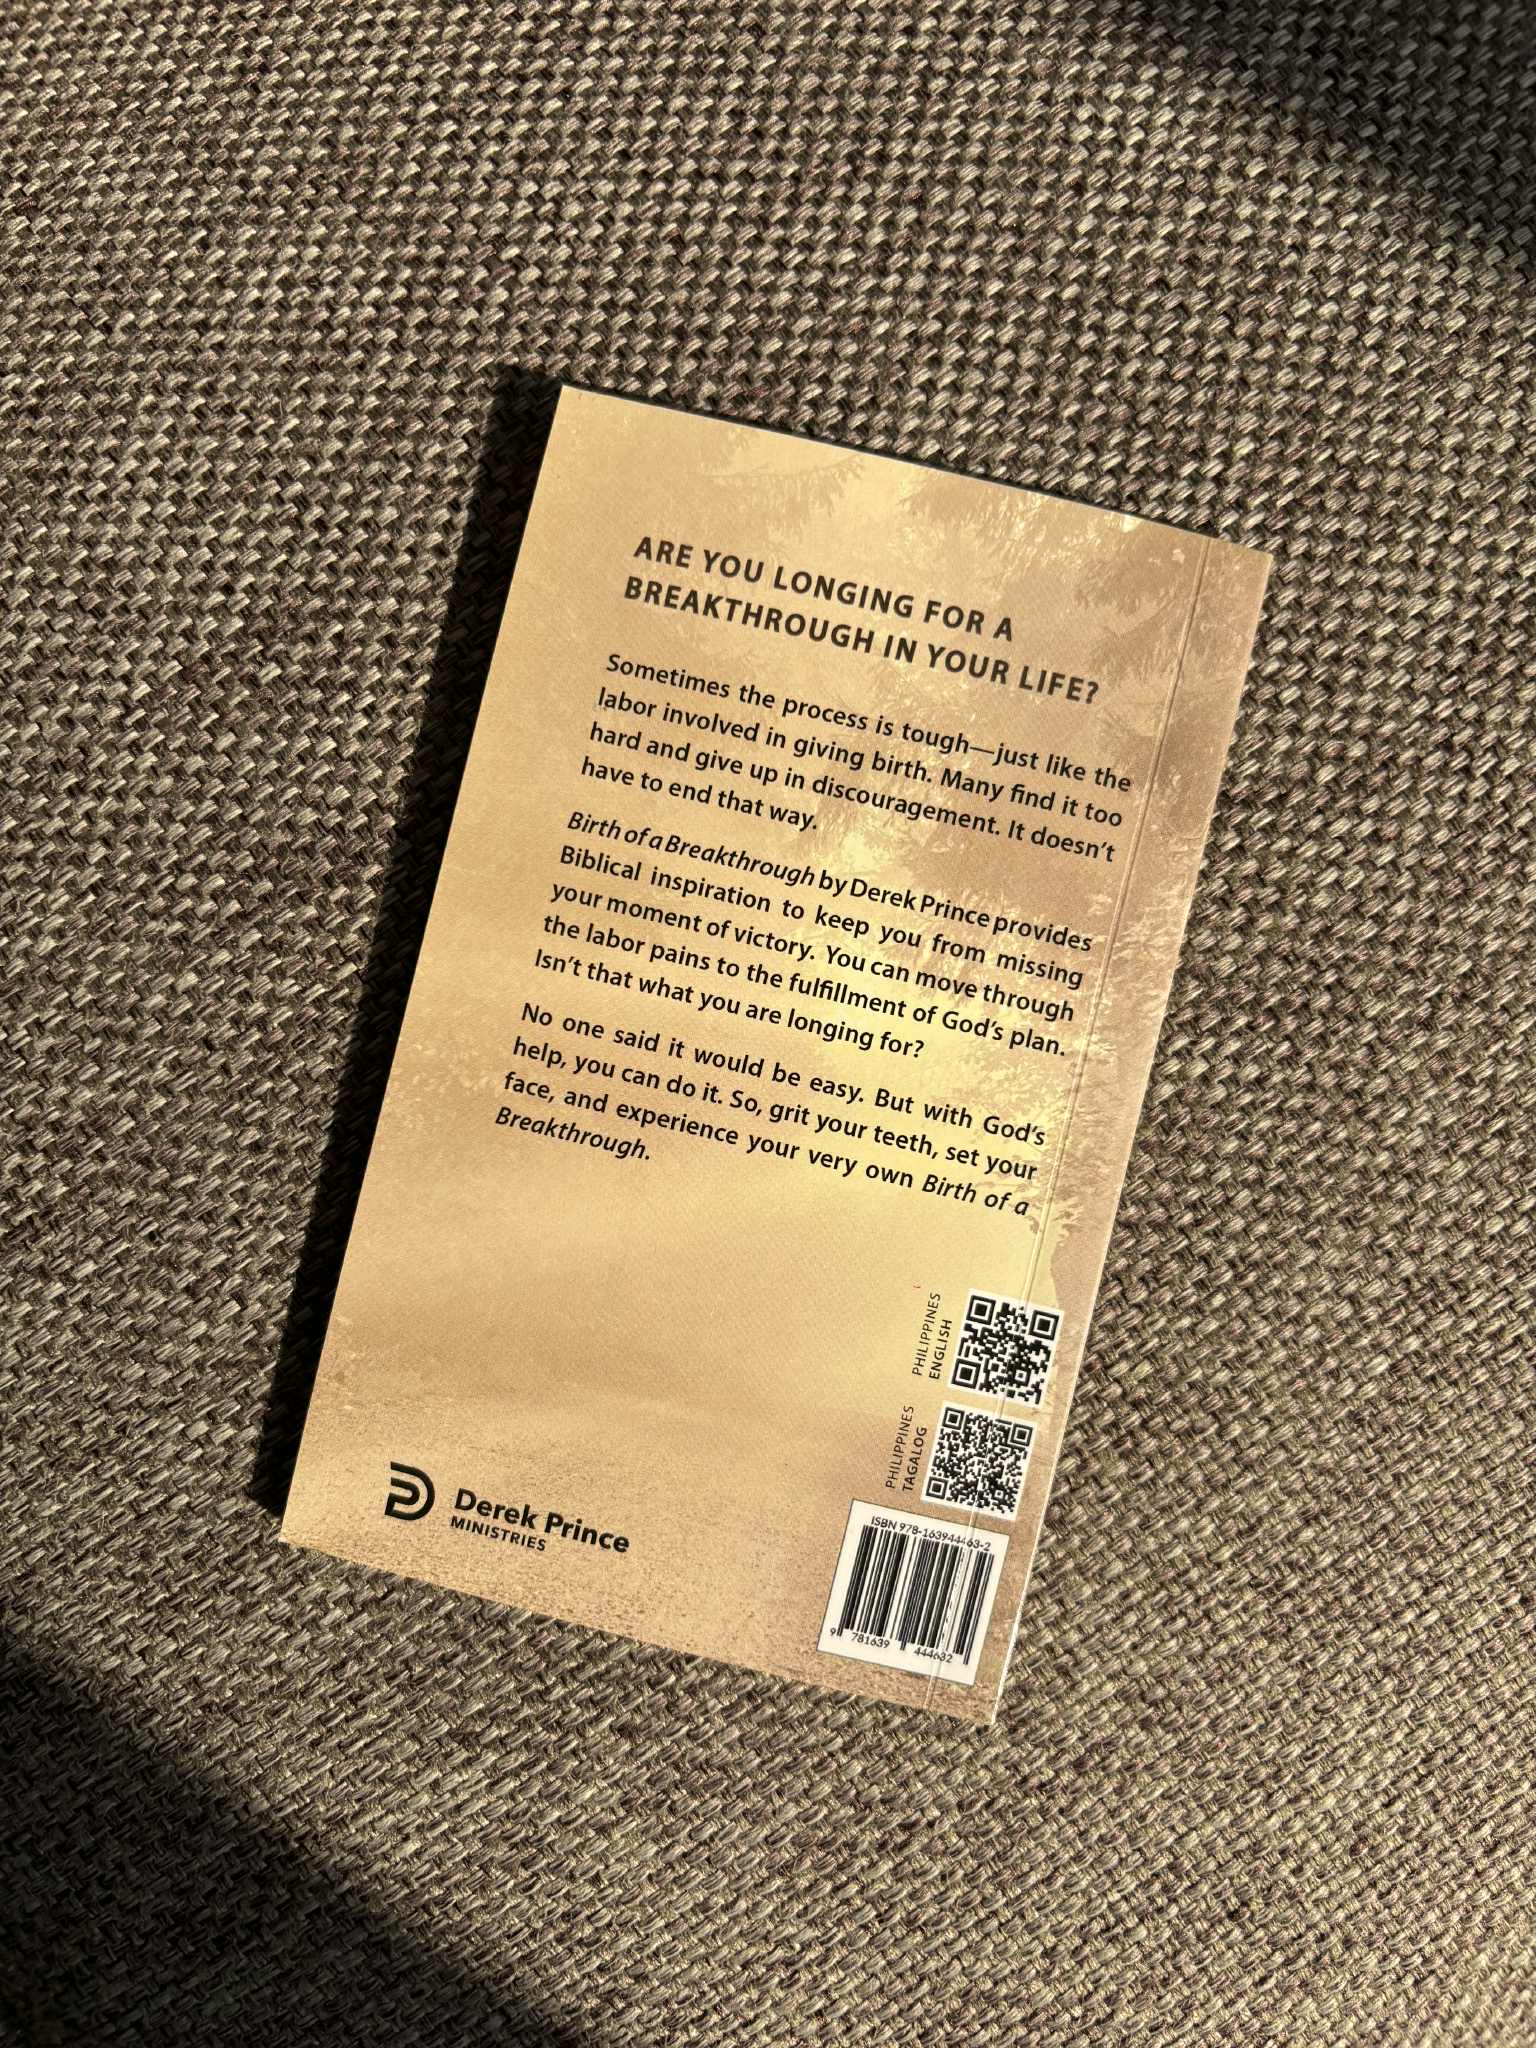 ARE YOU LONGING FOR A
BREAKTHROUGH IN YOUR LIFE?
Sometimes the process is tough—just like the
labor involved in giving birth. Many find it too
hard and give up in discouragement. It doesn't
have to end that way.
Birth of a Breakthrough by Derek Prince provides
Biblical inspiration to keep you from missing
your moment of victory. You can move through
the labor pains to the fulfillment of God's plan.
Isn't that what you are longing for?
No one said it would be easy. But with God's
help, you can do it. So, grit your teeth, set your
face, and experience your very own Birth of a
Breakthrough.
PHILIPPINES
ENGLISH
PHILIPPINES
TAGALOG
Derek Prince
MINISTRIES
ISBN 978-163944463-2
9 781639 444632